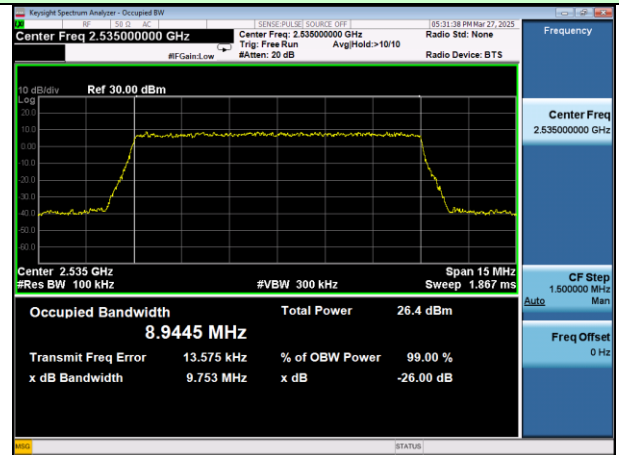 Keysight Spectrum Analyzer - Occupied BW
RF 50 Ω AC SENSE:PULSE SOURCE OFF 05:31:38 PM Mar 27, 2025
Center Freq 2.535000000 GHz
Center Freq: 2.535000000 GHz
Radio Std: None
Trig: Free Run Avg|Hold:>10/10
#IFGain:Low
#Atten: 20 dB
Radio Device: BTS
Frequency
10 dB/div Ref 30.00 dBm
Log
20.0
10.0
0.00
-10.0
-20.0
-30.0
-40.0
-50.0
-60.0
Center Freq
2.535000000 GHz
Center 2.535 GHz
Span 15 MHz
#Res BW 100 kHz
#VBW 300 kHz
Sweep 1.867 ms
CF Step
1.500000 MHz
Auto Man
Occupied Bandwidth
8.9445 MHz
Total Power 26.4 dBm
Transmit Freq Error 13.575 kHz
% of OBW Power 99.00 %
x dB Bandwidth 9.753 MHz
x dB -26.00 dB
Freq Offset
0 Hz
MSG
STATUS